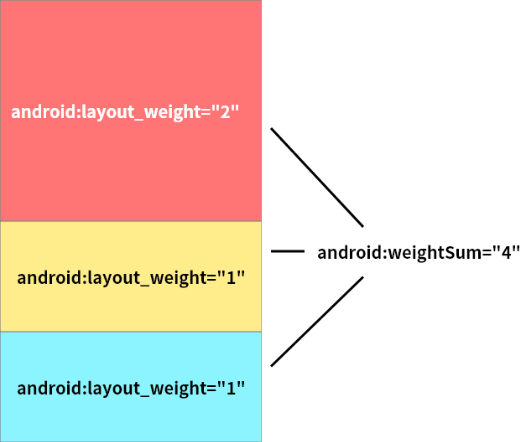 android:layout_weight="2"
android:layout_weight="1"
android:weightSum="4"
android:layout_weight="1"